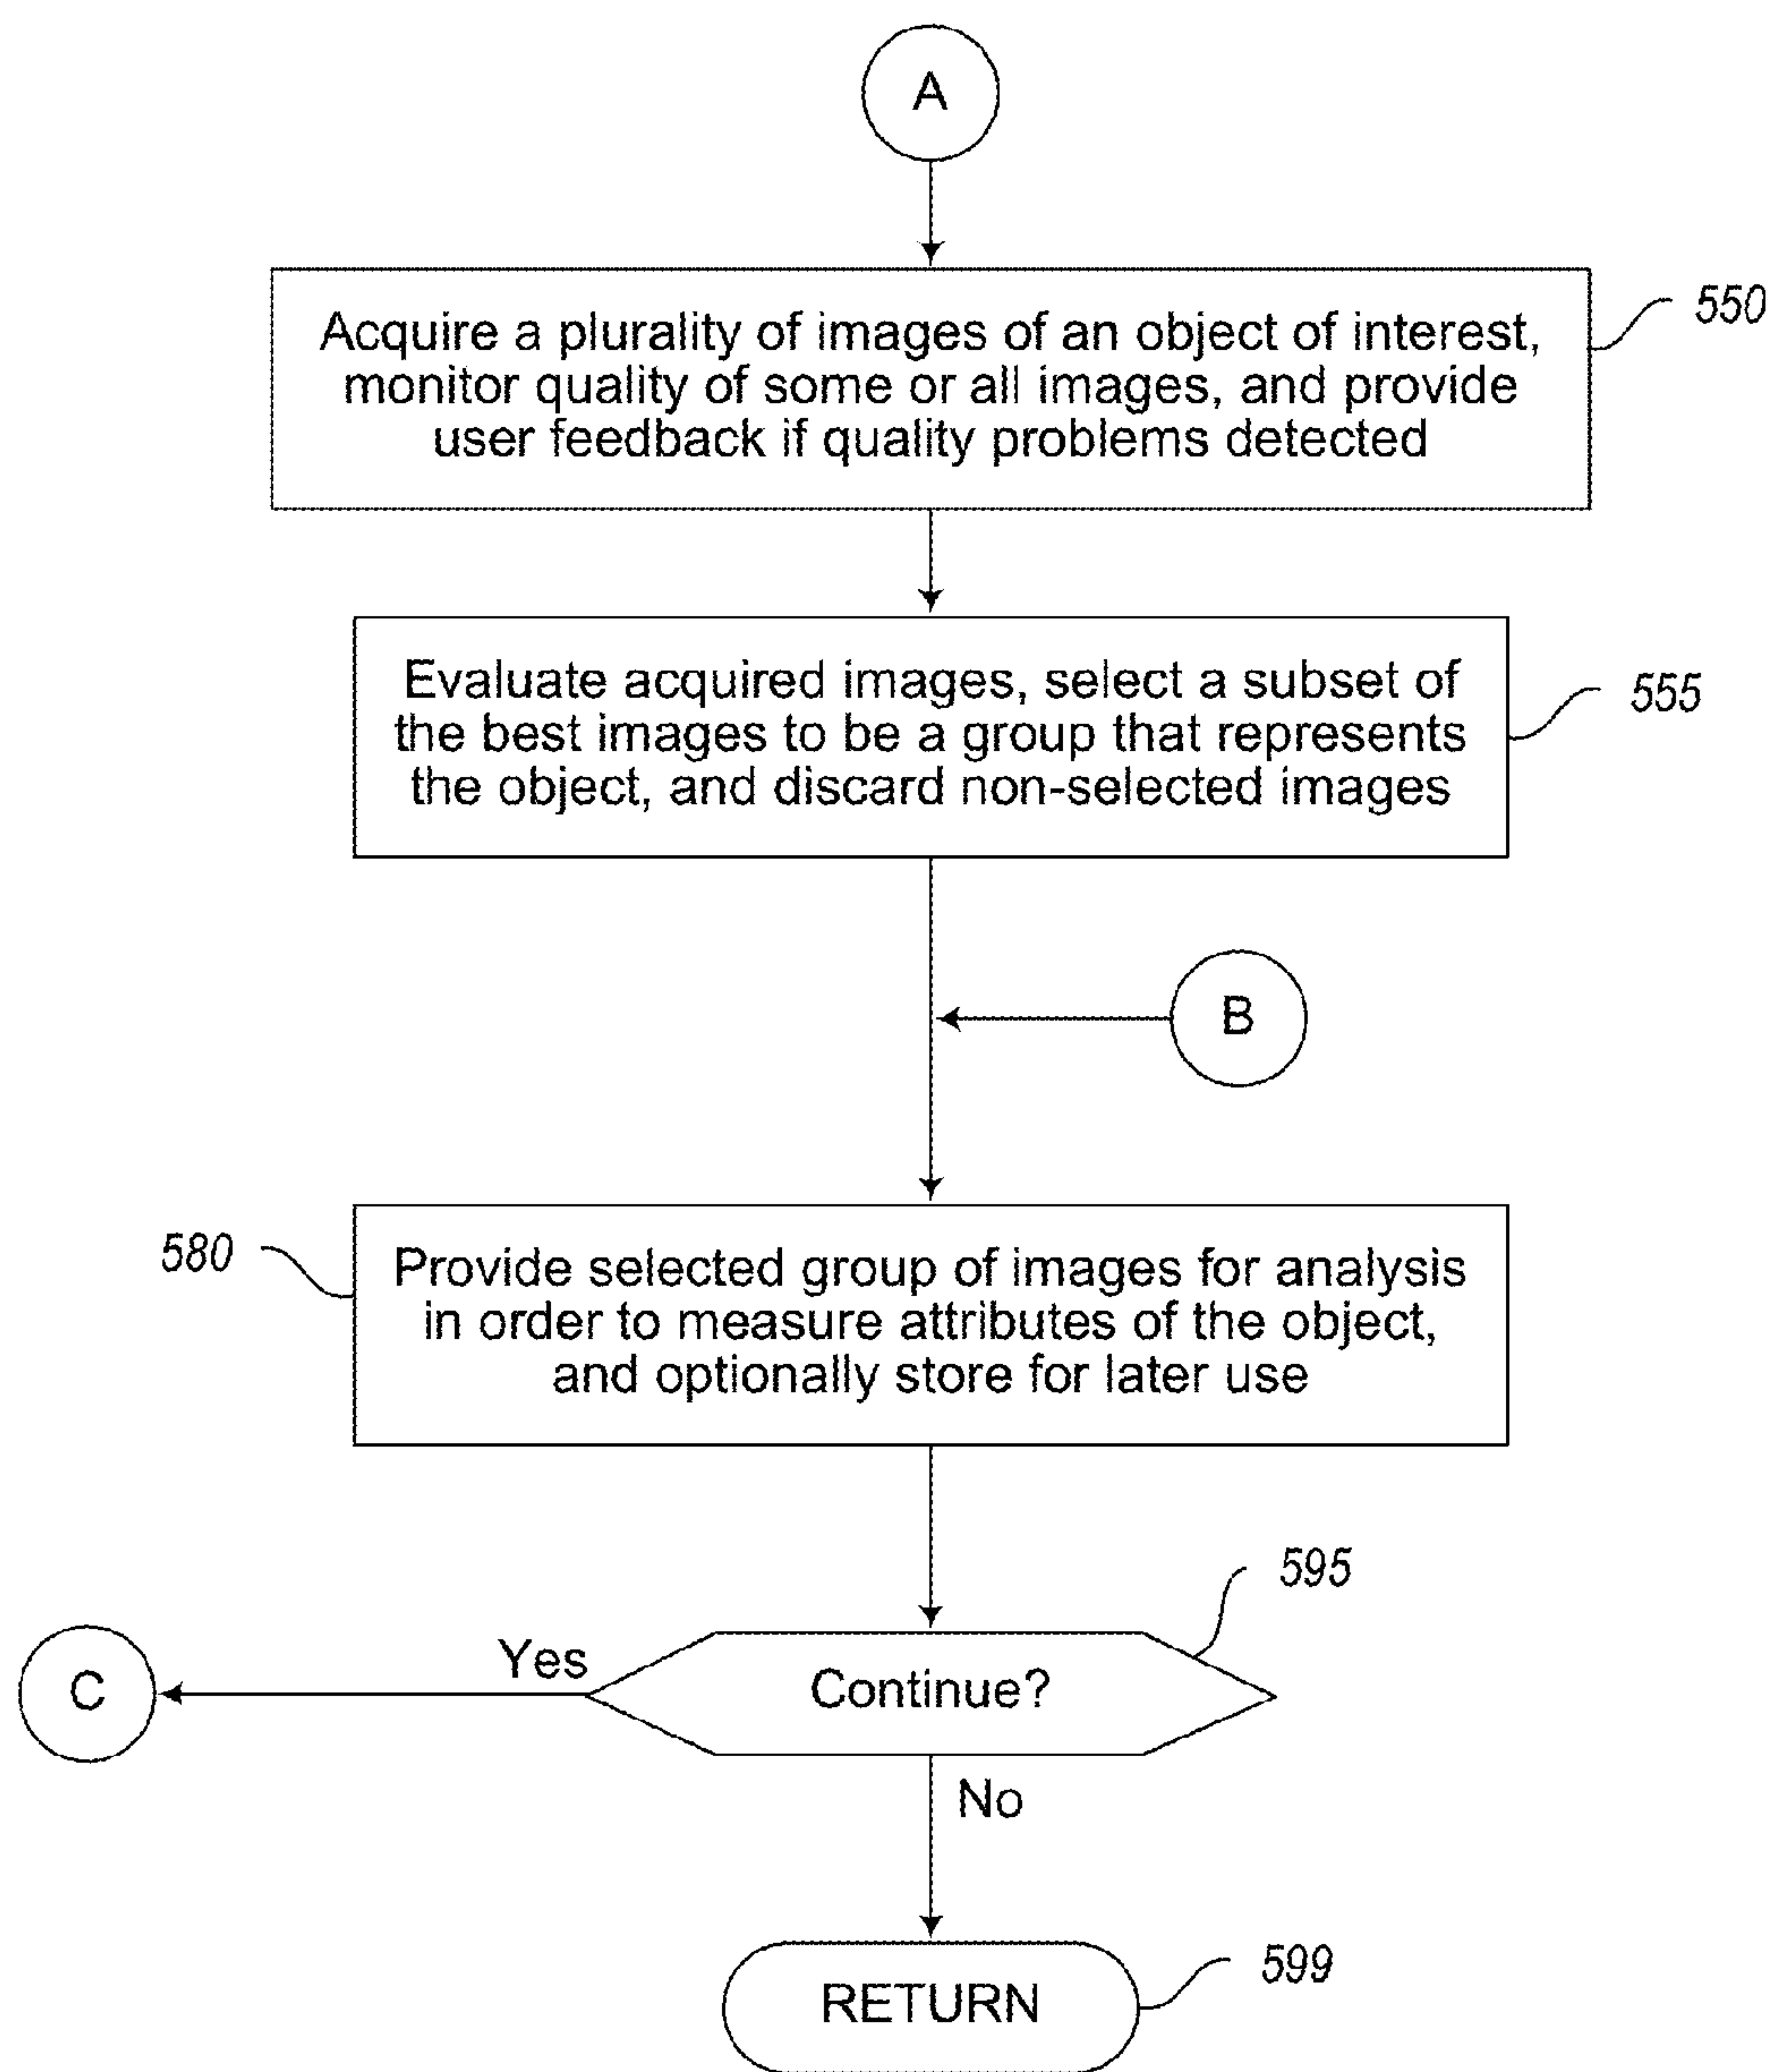 A
Acquire a plurality of images of an object of interest,
monitor quality of some or all images, and provide
user feedback if quality problems detected
550
Evaluate acquired images, select a subset of
the best images to be a group that represents
the object, and discard non-selected images
555
B
580
Provide selected group of images for analysis
in order to measure attributes of the object,
and optionally store for later use
595
C
Yes
Continue?
No
RETURN
599